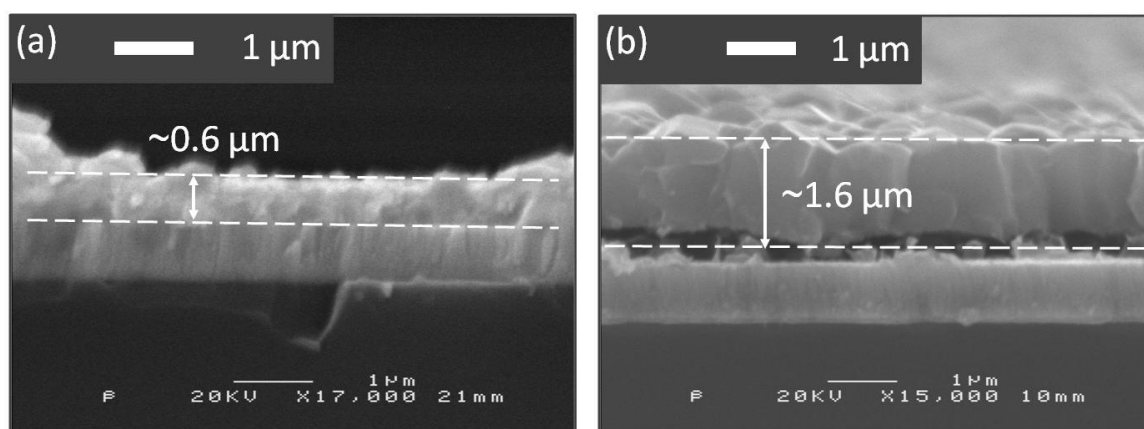 (a) 1 µm
~0.6 µm
1µm
β 20KV X17,000 21mm
(b) 1 µm
~1.6 µm
1µm
β 20KV X15,000 10mm